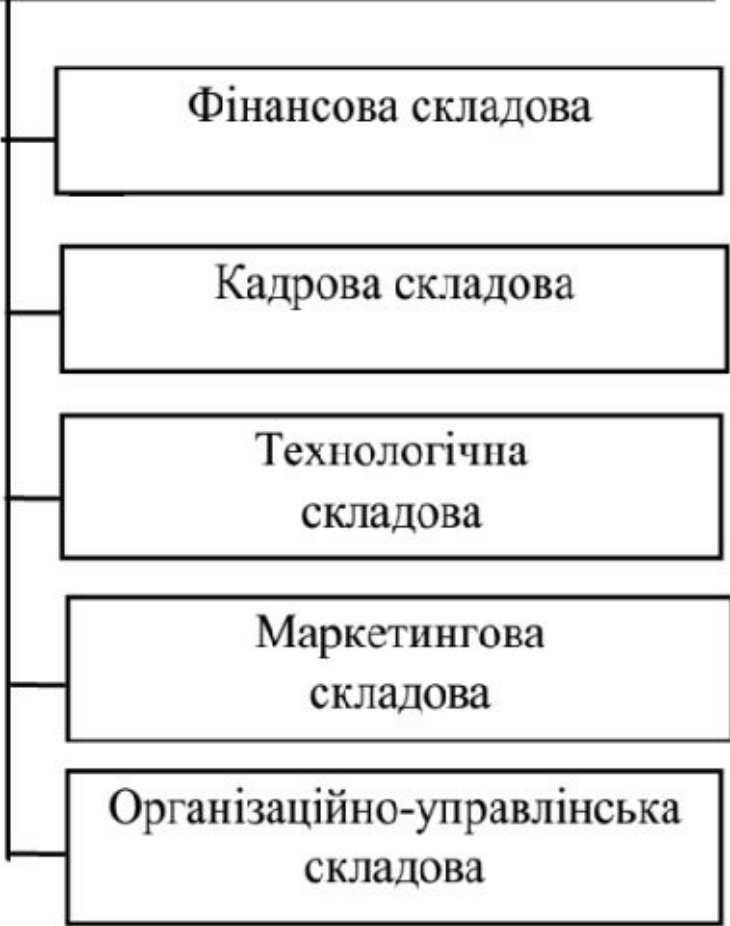 Фінансова складова
Кадрова складова
Технологічна
складова
Маркетингова
складова
Організаційно-управлінська
складова